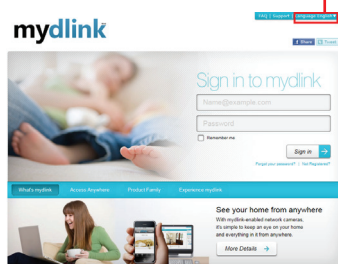 FAQ | Support | Language: English
mydlink
Share Tweet
Sign in to mydlink
Name@example.com
Password
Remember me
Sign in
Forgot your password? | Not Registered?
What's mydlink Access Anywhere Product Family Experience mydlink
See your home from anywhere
With mydlink-enabled network cameras,
it's simple to keep an eye on your home
and everything in it from anywhere.
More Details